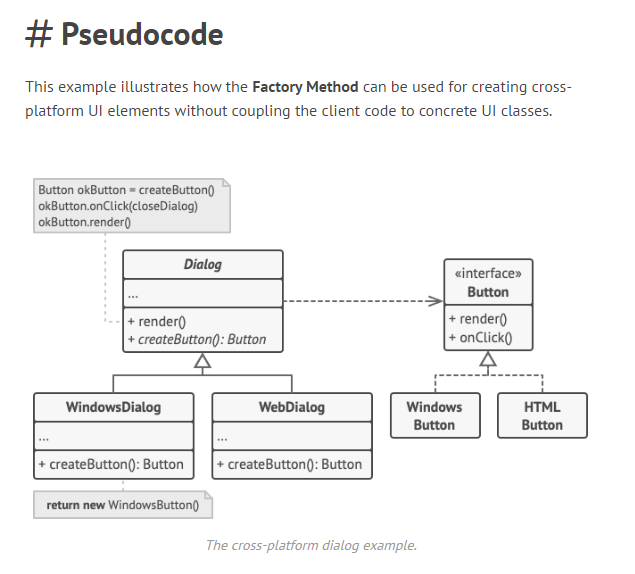 # Pseudocode
This example illustrates how the Factory Method can be used for creating cross-
platform UI elements without coupling the client code to concrete UI classes.
Button okButton = createButton()
okButton.onClick(closeDialog)
okButton.render()
Dialog
...
+ render()
+ createButton(): Button
«interface»
Button
+ render()
+ onClick()
WindowsDialog
...
+ createButton(): Button
WebDialog
...
+ createButton(): Button
Windows
Button
HTML
Button
return new WindowsButton()
The cross-platform dialog example.